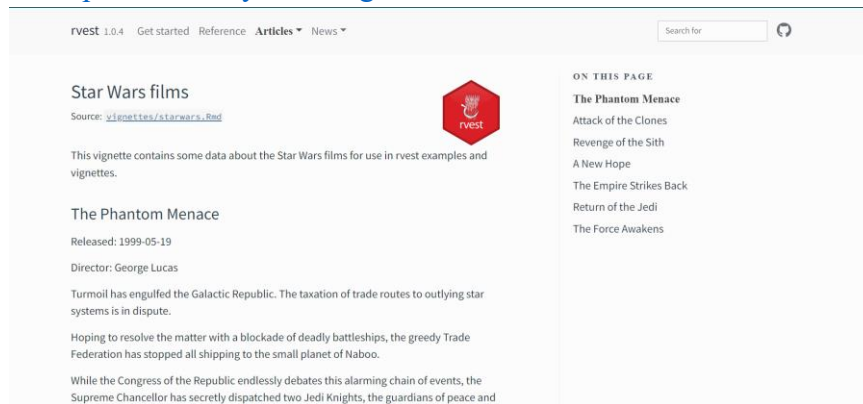 rvest 1.0.4 Get started Reference Articles News Search for
Star Wars films
Source: vignettes/starwars.Rmd
rvest
This vignette contains some data about the Star Wars films for use in rvest examples and
vignettes.
The Phantom Menace
Released: 1999-05-19
Director: George Lucas
Turmoil has engulfed the Galactic Republic. The taxation of trade routes to outlying star
systems is in dispute.
Hoping to resolve the matter with a blockade of deadly battleships, the greedy Trade
Federation has stopped all shipping to the small planet of Naboo.
While the Congress of the Republic endlessly debates this alarming chain of events, the
Supreme Chancellor has secretly dispatched two Jedi Knights, the guardians of peace and
ON THIS PAGE
The Phantom Menace
Attack of the Clones
Revenge of the Sith
A New Hope
The Empire Strikes Back
Return of the Jedi
The Force Awakens